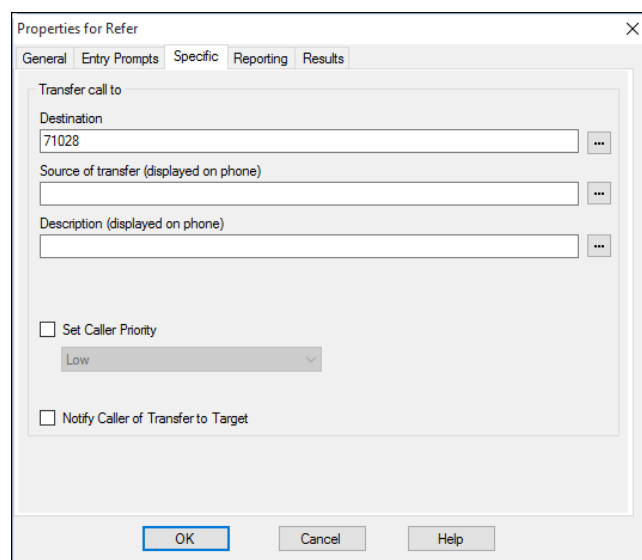 Properties for Refer
General Entry Prompts Specific Reporting Results
Transfer call to
Destination
71028 ...
Source of transfer (displayed on phone)
...
Description (displayed on phone)
...
Set Caller Priority
Low
Notify Caller of Transfer to Target
OK Cancel Help